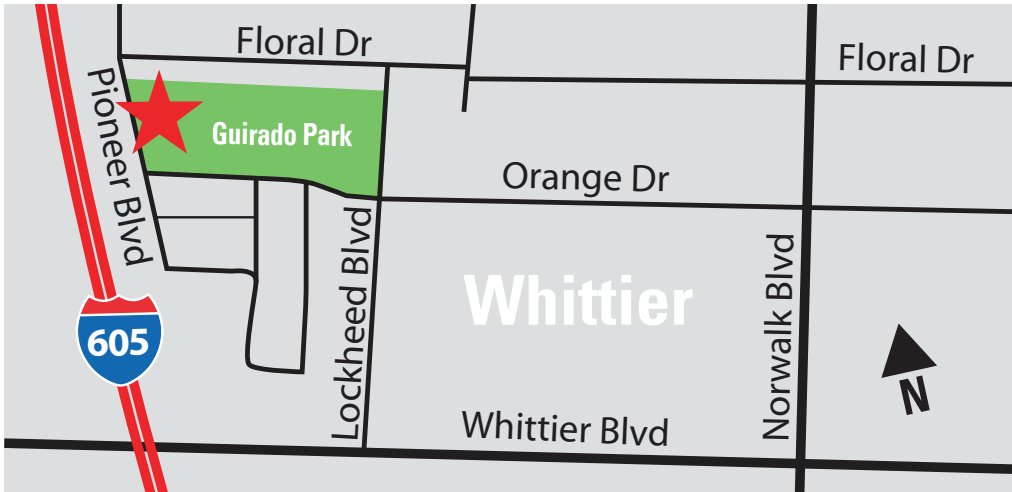 Floral Dr
Floral Dr
Pioneer Blvd
Guirado Park
Orange Dr
Lockheed Blvd
Whittier
Norwalk Blvd
605
N
Whittier Blvd